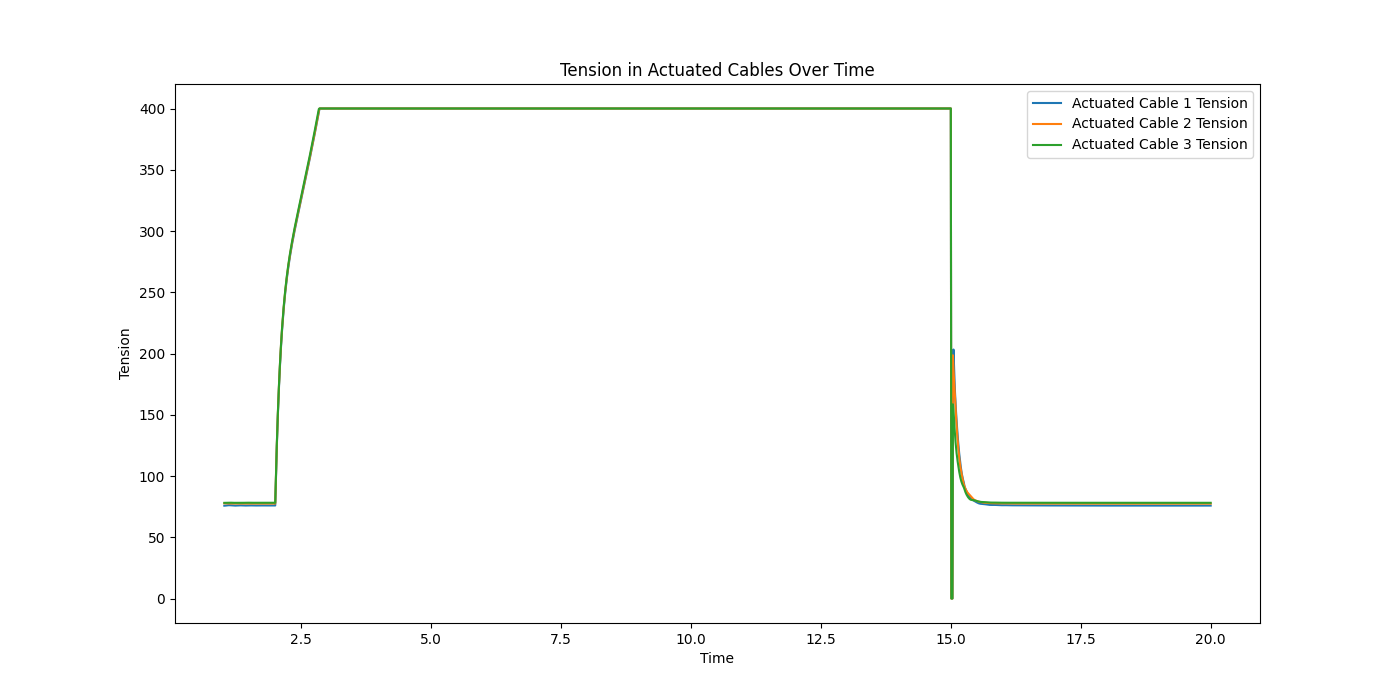 Tension in Actuated Cables Over Time
Actuated Cable 1 Tension
Actuated Cable 2 Tension
Actuated Cable 3 Tension
400
350
300
250
200
150
100
50
0
Tension
2.5 5.0 7.5 10.0 12.5 15.0 17.5 20.0
Time